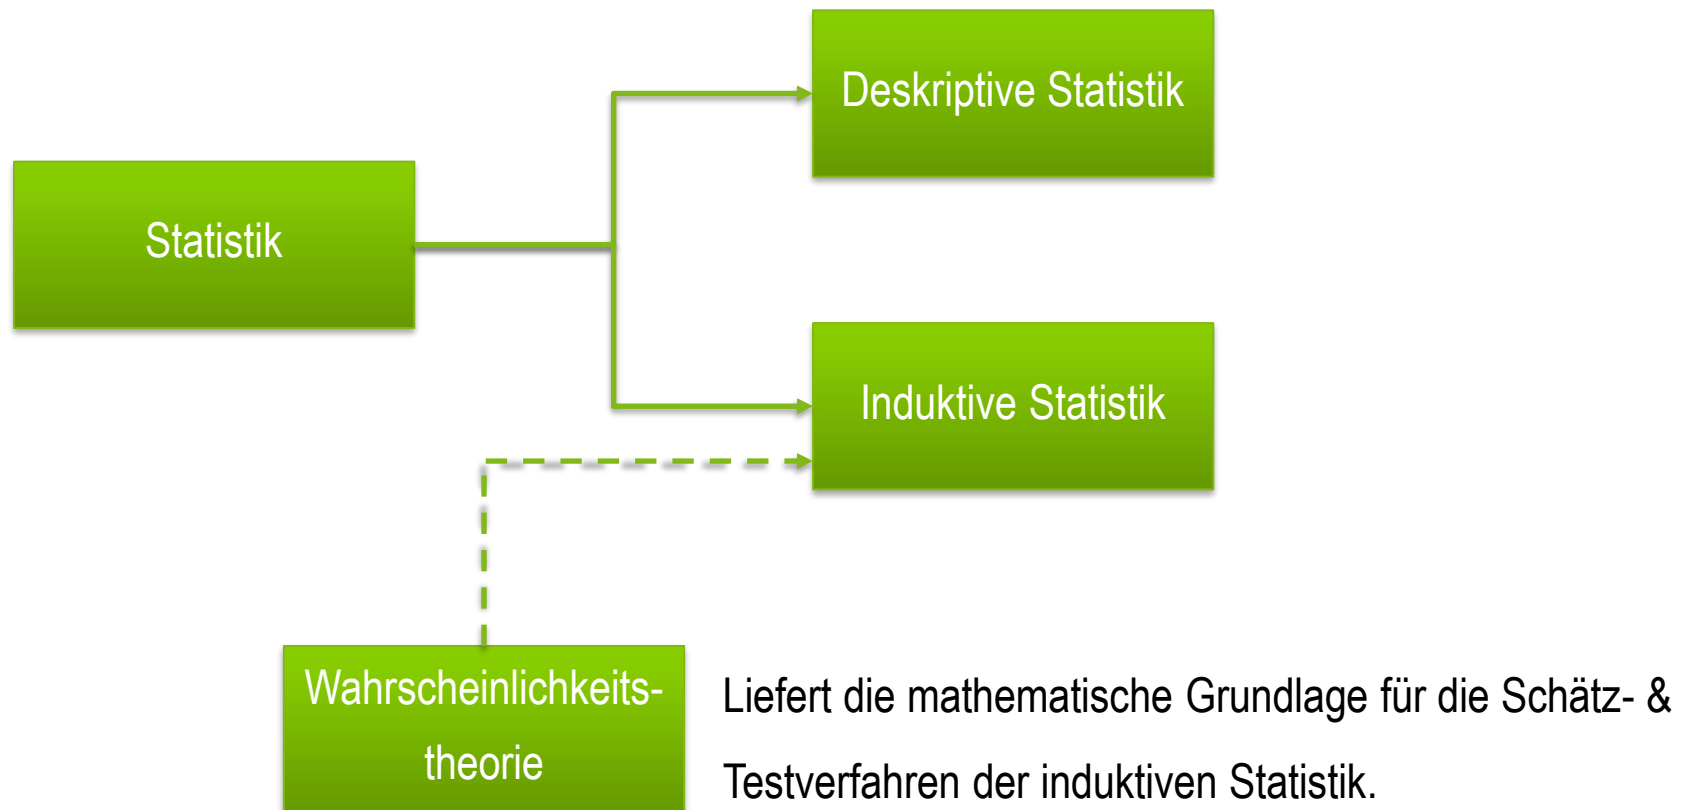 Deskriptive Statistik
Statistik
Induktive Statistik
Wahrscheinlichkeits-
theorie
Liefert die mathematische Grundlage für die Schätz- &
Testverfahren der induktiven Statistik.